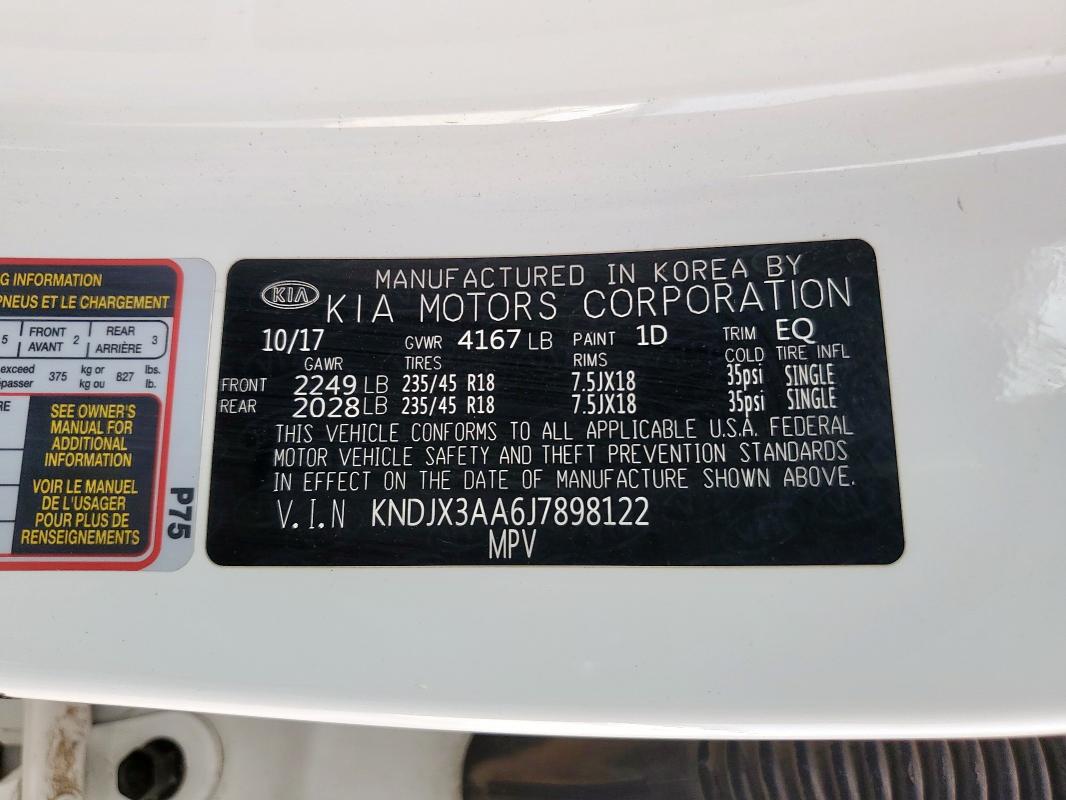 G INFORMATION
PNEUS ET LE CHARGEMENT
5 FRONT AVANT 2 REAR ARRIÈRE 3
exceed 375 kg or kg ou 827 lbs. lb.
RE
SEE OWNER'S
MANUAL FOR
ADDITIONAL
INFORMATION
VOIR LE MANUEL
DE L'USAGER
POUR PLUS DE
RENSEIGNEMENTS
P75
KIA
MANUFACTURED IN KOREA BY
KIA MOTORS CORPORATION
10/17 GVWR 4167 LB PAINT 1D TRIM EQ
GAWR TIRES RIMS COLD TIRE INFL
FRONT 2249 LB 235/45 R18 7.5JX18 35psi SINGLE
REAR 2028 LB 235/45 R18 7.5JX18 35psi SINGLE
THIS VEHICLE CONFORMS TO ALL APPLICABLE U.S.A. FEDERAL
MOTOR VEHICLE SAFETY AND THEFT PREVENTION STANDARDS
IN EFFECT ON THE DATE OF MANUFACTURE SHOWN ABOVE.
V.I.N KNDJX3AA6J7898122
MPV